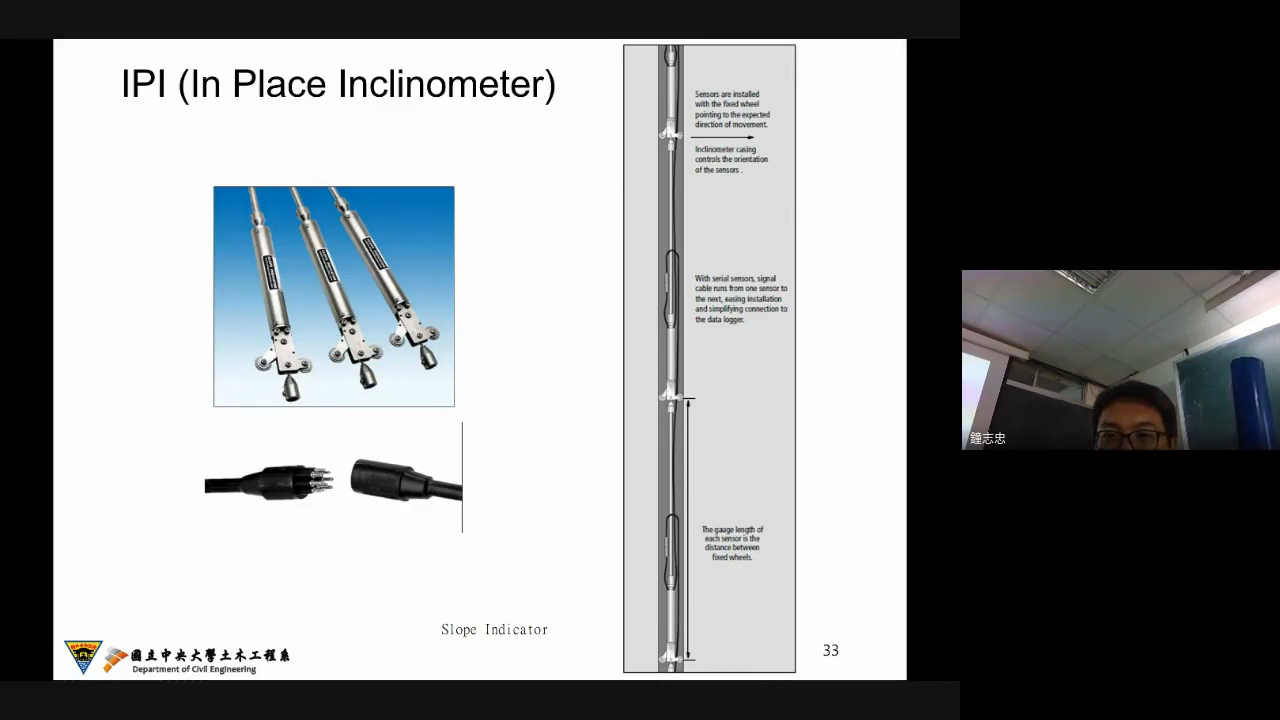 IPI (In Place Inclinometer)
Sensors are installed
with the fixed wheel
pointing to the expected
direction of movement.
Inclinometer casing
controls the orientation
of the sensors .
With serial sensors, signal
cable runs from one sensor to
the next, easing installation
and simplifying connection to
the data logger.
The gauge length of
each sensor is the
distance between
fixed wheels.
Slope Indicator
國立中央大學土木工程系
Department of Civil Engineering
33
鐘志忠